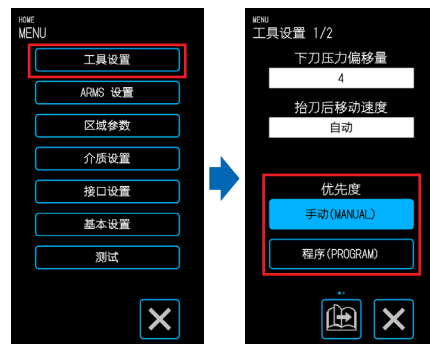 HOME
MENU
工具设置
ARMS 设置
区域参数
介质设置
接口设置
基本设置
测试
MENU
工具设置 1/2
下刀压力偏移量
4
抬刀后移动速度
自动
优先度
手动(MANUAL)
程序(PROGRAM)